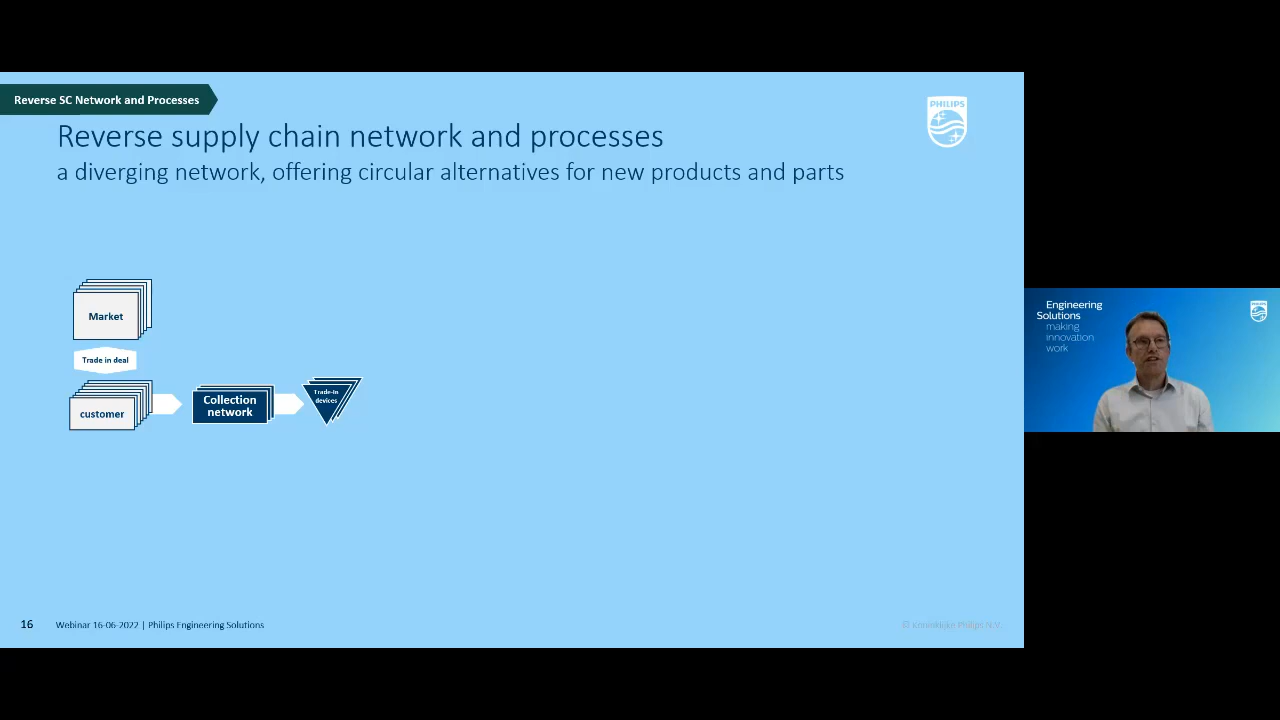 Reverse SC Network and Processes
Reverse supply chain network and processes
a diverging network, offering circular alternatives for new products and parts
PHILIPS
Market
Trade in deal
customer
Collection
network
Trade-In
devices
Engineering
Solutions
making
innovation
work
16
Webinar 16-06-2022 | Philips Engineering Solutions
© Koninklijke Philips N.V.